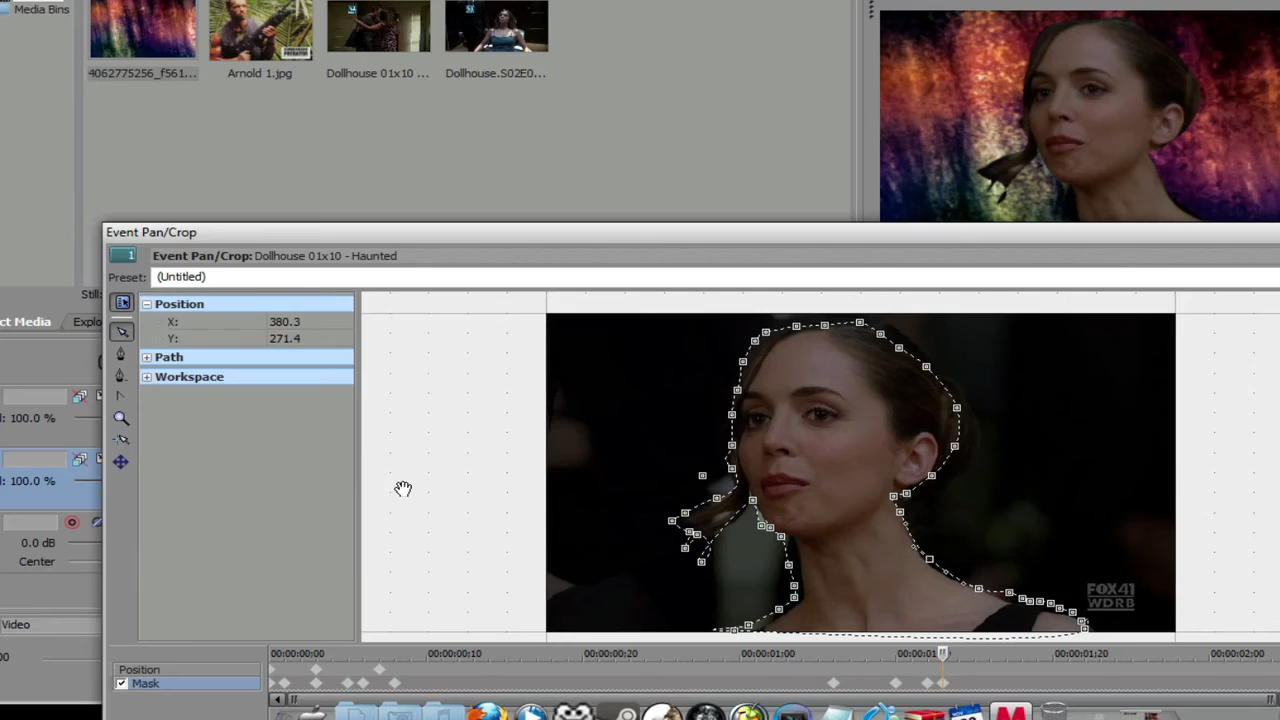 Media Bins
4062775256_f561...
Arnold 1.jpg
Dollhouse 01x10 ...
Dollhouse.S02E0...
Event Pan/Crop
1
Event Pan/Crop: Dollhouse 01x10 - Haunted
Preset:
(Untitled)
Position
X: 380.3
Y: 271.4
Path
Workspace
Still:
ct Media
Explo
l: 100.0 %
l: 100.0 %
0.0 dB
Center
Video
00
FOX41
WDRB
00:00:00:00
00:00:00:10
00:00:00:20
00:00:01:00
00:00:01:20
00:00:02:00
Position
Mask